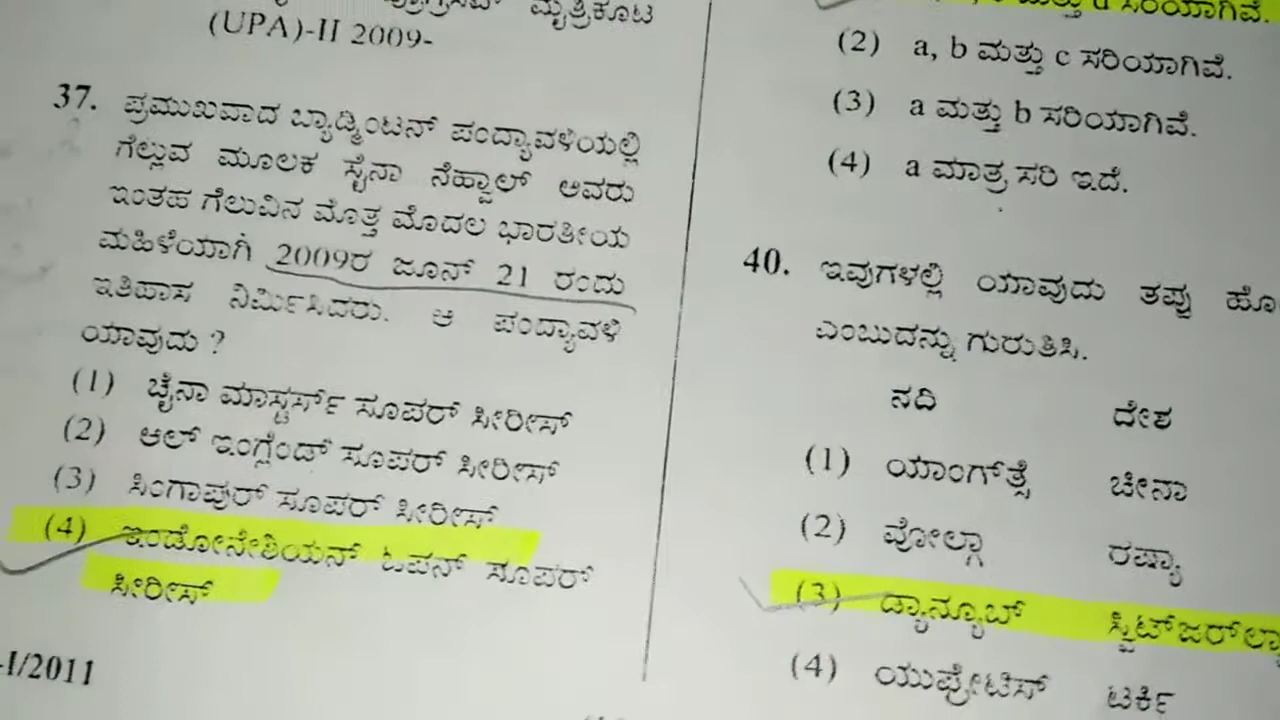 ಮೈತ್ರಿಕೂಟ
(UPA)-II 2009-
37. ಪ್ರಮುಖವಾದ ಬ್ಯಾಡ್ಮಿಂಟನ್ ಪಂದ್ಯಾವಳಿಯಲ್ಲಿ
ಗೆಲ್ಲುವ ಮೂಲಕ ಸೈನಾ ನೆಹ್ವಾಲ್ ಅವರು
ಇಂತಹ ಗೆಲುವಿನ ಮೊತ್ತ ಮೊದಲ ಭಾರತೀಯ
ಮಹಿಳೆಯಾಗಿ 2009ರ ಜೂನ್ 21 ರಂದು
ಇತಿಹಾಸ ನಿರ್ಮಿಸಿದರು. ಆ ಪಂದ್ಯಾವಳಿ
ಯಾವುದು ?
(1) ಚೈನಾ ಮಾಸ್ಟರ್ಸ್ ಸೂಪರ್ ಸೀರೀಸ್
(2) ಆಲ್ ಇಂಗ್ಲೆಂಡ್ ಸೂಪರ್ ಸೀರೀಸ್
(3) ಸಿಂಗಾಪುರ್ ಸೂಪರ್ ಸೀರೀಸ್
(4) ಇಂಡೋನೇಶಿಯನ್ ಓಪನ್ ಸೂಪರ್
ಸೀರೀಸ್
-I/2011
ಮತ್ತು d ಸರಿಯಾಗಿವೆ.
(2) a, b ಮತ್ತು c ಸರಿಯಾಗಿವೆ.
(3) a ಮತ್ತು b ಸರಿಯಾಗಿವೆ.
(4) a ಮಾತ್ರ ಸರಿ ಇದೆ.
40. ಇವುಗಳಲ್ಲಿ ಯಾವುದು ತಪ್ಪು ಹೊ
ಎಂಬುದನ್ನು ಗುರುತಿಸಿ.
ನದಿ ದೇಶ
(1) ಯಾಂಗ್‌ತ್ಸೆ ಚೀನಾ
(2) ವೋಲ್ಗಾ ರಷ್ಯಾ
(3) ಡ್ಯಾನ್ಯೂಬ್ ಸ್ವಿಟ್‌ಜರ್‌ಲ್ಯಾ
(4) ಯುಫ್ರೇಟಿಸ್ ಟರ್ಕಿ